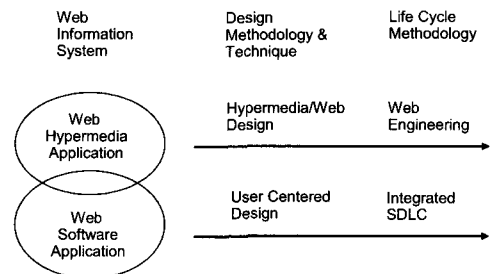 Web
Information
System
Design
Methodology &
Technique
Life Cycle
Methodology
Web
Hypermedia
Application
Hypermedia/Web
Design
Web
Engineering
Web
Software
Application
User Centered
Design
Integrated
SDLC